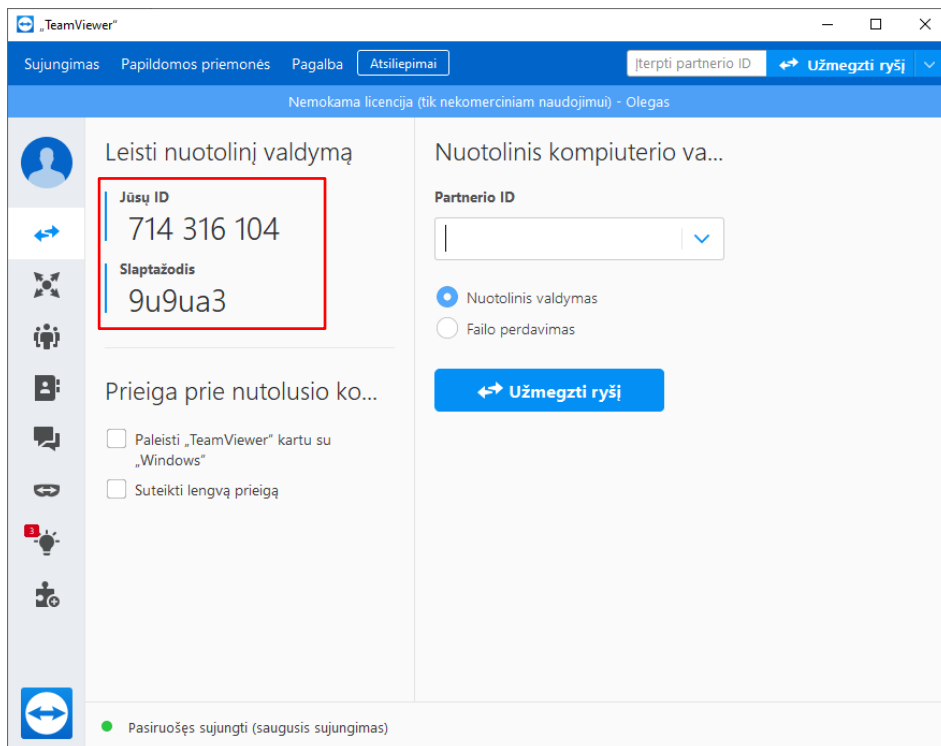 „TeamViewer“
Sujungimas Papildomos priemonės Pagalba Atsiliepimai Įterpti partnerio ID Užmegzti ryšį
Nemokama licencija (tik nekomerciniam naudojimui) - Olegas
Leisti nuotolinį valdymą
Jūsų ID
714 316 104
Slaptažodis
9u9ua3
Prieiga prie nutolusio ko...
Paleisti „TeamViewer“ kartu su
„Windows“
Suteikti lengvą prieigą
Nuotolinis kompiuterio va...
Partnerio ID
Nuotolinis valdymas
Failo perdavimas
Užmegzti ryšį
3
Pasiruošęs sujungti (saugusis sujungimas)